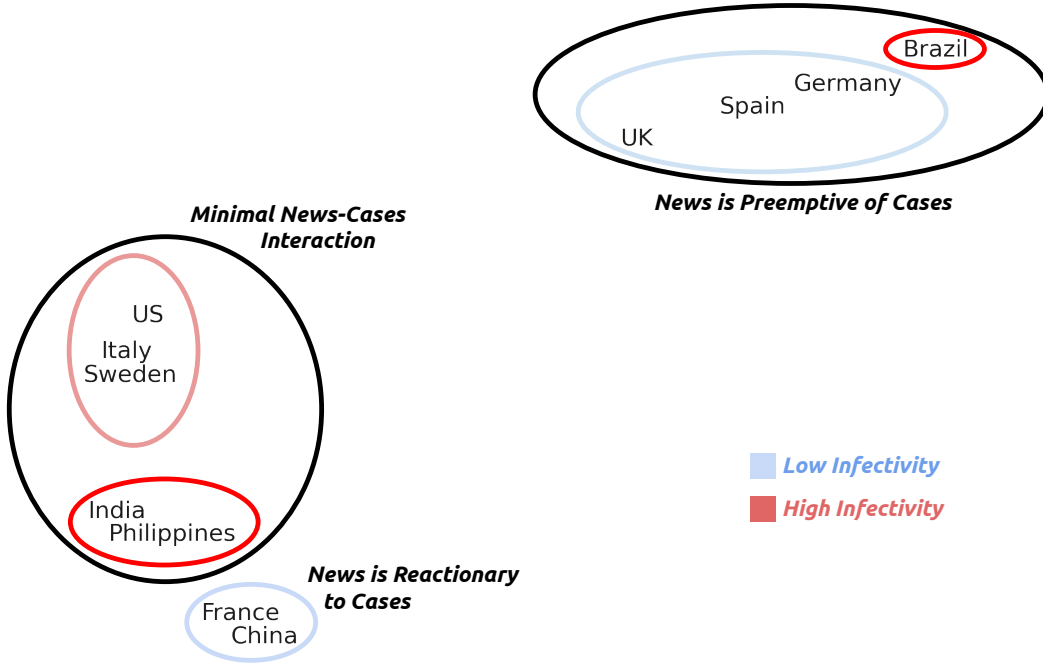 Brazil
Germany
Spain
UK
News is Preemptive of Cases
Minimal News-Cases
Interaction
US
Italy
Sweden
India
Philippines
Low Infectivity
High Infectivity
News is Reactionary
to Cases
France
China